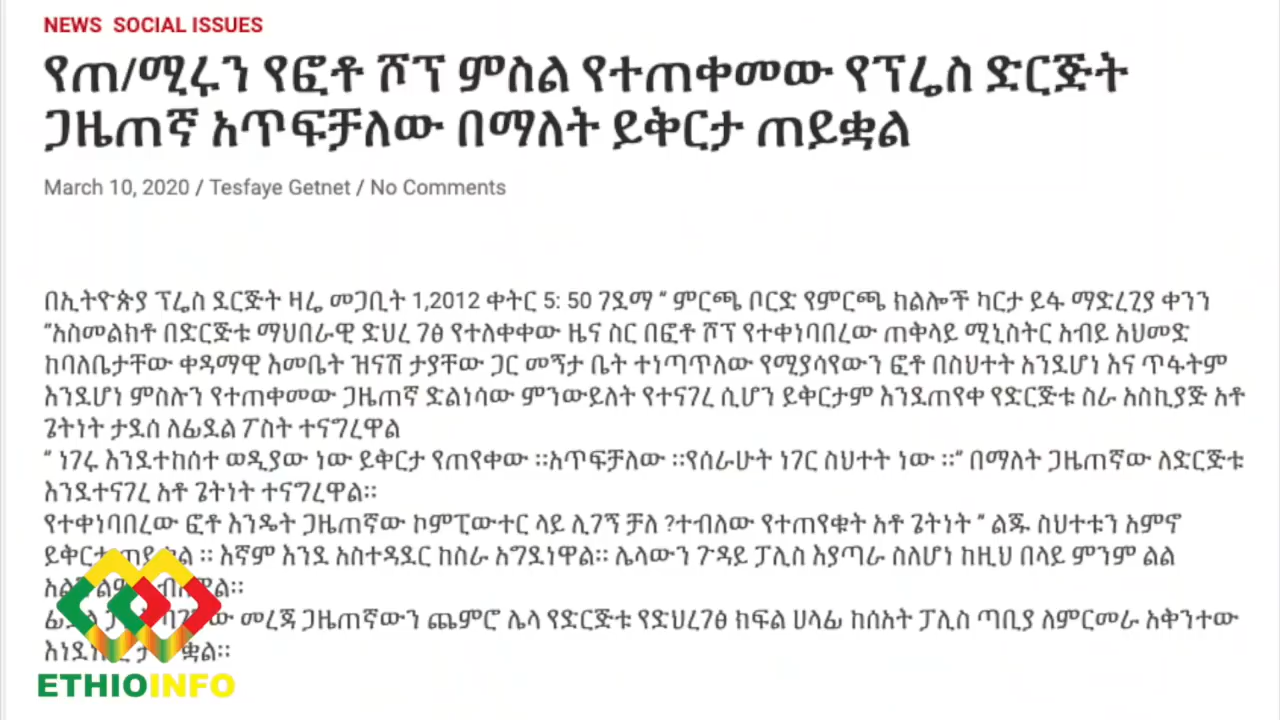 NEWS SOCIAL ISSUES
የጠ/ሚሩን የፎቶ ሾፕ ምስል የተጠቀመው የፕሬስ ድርጅት
ጋዜጠኛ አጥፍቻለው በማለት ይቅርታ ጠይቋል
March 10, 2020 / Tesfaye Getnet / No Comments
በኢትዮጵያ ፕሬስ ደርጅት ዛሬ መጋቢት 1,2012 ቀትር 5: 50 ገደማ “ ምርጫ ቦርድ የምርጫ ክልሎች ካርታ ይፋ ማድረጊያ ቀንን
”አስመልክቶ በድርጅቱ ማህበራዊ ድህረ ገፅ የተለቀቀው ዜና ስር በፎቶ ሾፕ የተቀነባበረው ጠቅላይ ሚኒስትር አብይ አህመድ
ከባለቤታቸው ቀዳማዊ እመቤት ዝናሽ ታያቸው ጋር መኝታ ቤት ተነጣጥለው የሚያሳየውን ፎቶ በስህተት እንደሆነ እና ጥፋትም
እንደሆነ ምስሉን የተጠቀመው ጋዜጠኛ ድልነሳው ምንውይለት የተናገረ ሲሆን ይቅርታም እንደጠየቀ የድርጅቱ ስራ አስኪያጅ አቶ
ጌትነት ታደሰ ለፊደል ፖስት ተናግረዋል
“ ነገሩ እንደተከሰተ ወዲያው ነው ይቅርታ የጠየቀው ።አጥፍቻለው ።የሰራሁት ነገር ስህተት ነው ።” በማለት ጋዜጠኛው ለድርጅቱ
እንደተናገረ አቶ ጌትነት ተናግረዋል።
የተቀነባበረው ፎቶ እንዴት ጋዜጠኛው ኮምፒውተር ላይ ሊገኝ ቻለ ?ተብለው የተጠየቁት አቶ ጌትነት “ ልጁ ስህተቱን አምኖ
። እኛም እንደ አስተዳደር ከስራ አግደነዋል። ሌላውን ጉዳይ ፖሊስ እያጣራ ስለሆነ ከዚህ በላይ ምንም ልል
መረጃ ጋዜጠኛውን ጨምሮ ሌላ የድርጅቱ የድህረገፅ ክፍል ሀላፊ ከሰአት ፖሊስ ጣቢያ ለምርመራ አቅንተው
ETHIOINFO